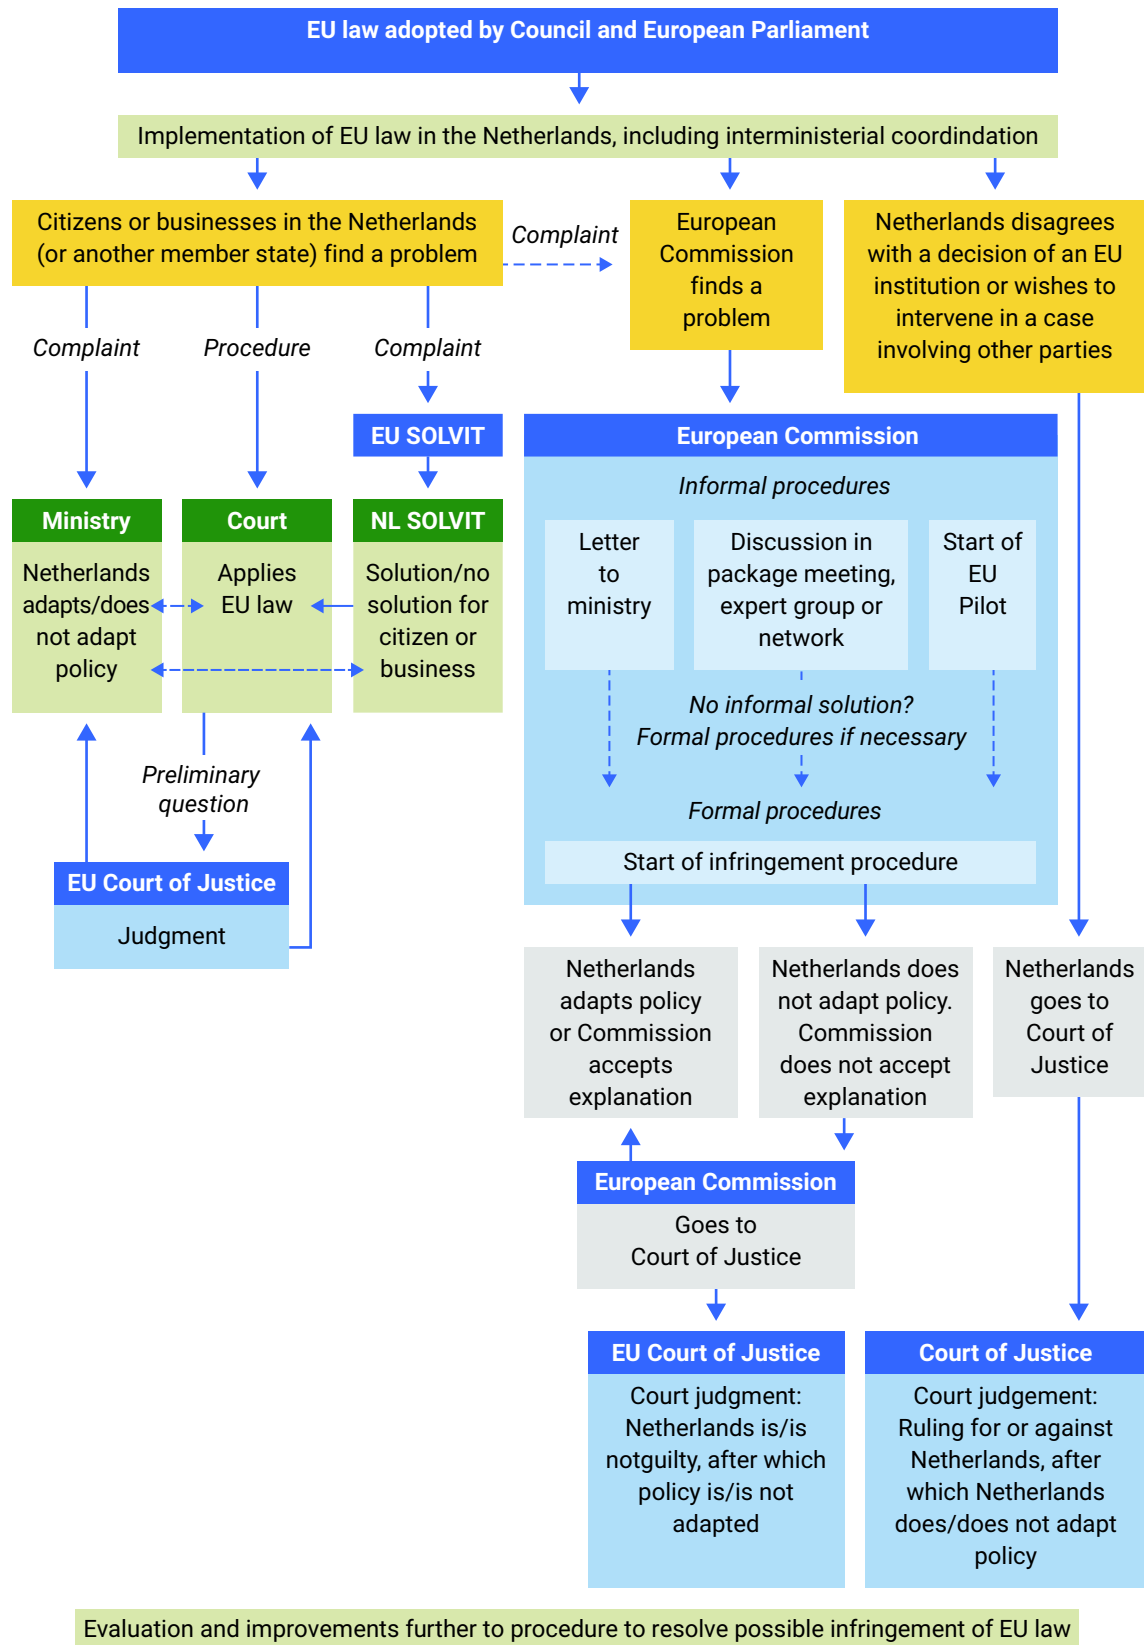 EU law adopted by Council and European Parliament
Implementation of EU law in the Netherlands, including interministerial coordindation
Citizens or businesses in the Netherlands
(or another member state) find a problem
Complaint
European
Commission
finds a
problem
Netherlands disagrees
with a decision of an EU
institution or wishes to
intervene in a case
involving other parties
Complaint
Procedure
Complaint
EU SOLVIT
Ministry
Netherlands
adapts/does
not adapt
policy
Court
Applies
EU law
NL SOLVIT
Solution/no
solution for
citizen or
business
Preliminary
question
EU Court of Justice
Judgment
European Commission
Informal procedures
Letter
to
ministry
Discussion in
package meeting,
expert group or
network
Start of
EU
Pilot
No informal solution?
Formal procedures if necessary
Formal procedures
Start of infringement procedure
Netherlands
adapts policy
or Commission
accepts
explanation
Netherlands does
not adapt policy.
Commission
does not accept
explanation
Netherlands
goes to
Court of
Justice
European Commission
Goes to
Court of Justice
EU Court of Justice
Court judgment:
Netherlands is/is
notguilty, after which
policy is/is not
adapted
Court of Justice
Court judgement:
Ruling for or against
Netherlands, after
which Netherlands
does/does not adapt
policy
Evaluation and improvements further to procedure to resolve possible infringement of EU law